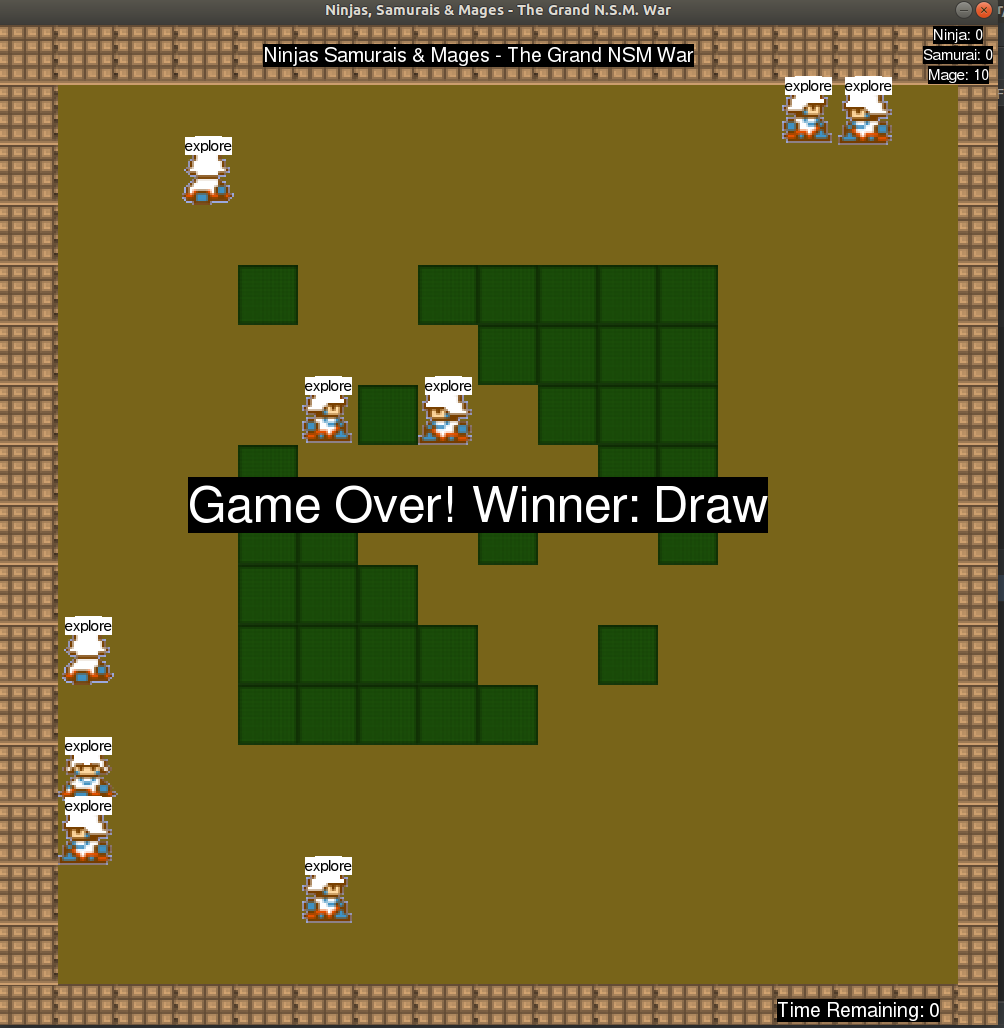 Ninjas, Samurais & Mages - The Grand N.S.M. War
Ninja: 0
Ninjas Samurais & Mages - The Grand NSM War
Samurai: 0
Mage: 10
explore
explore
explore
explore
explore
Game Over! Winner: Draw
explore
explore
explore
explore
Time Remaining: 0